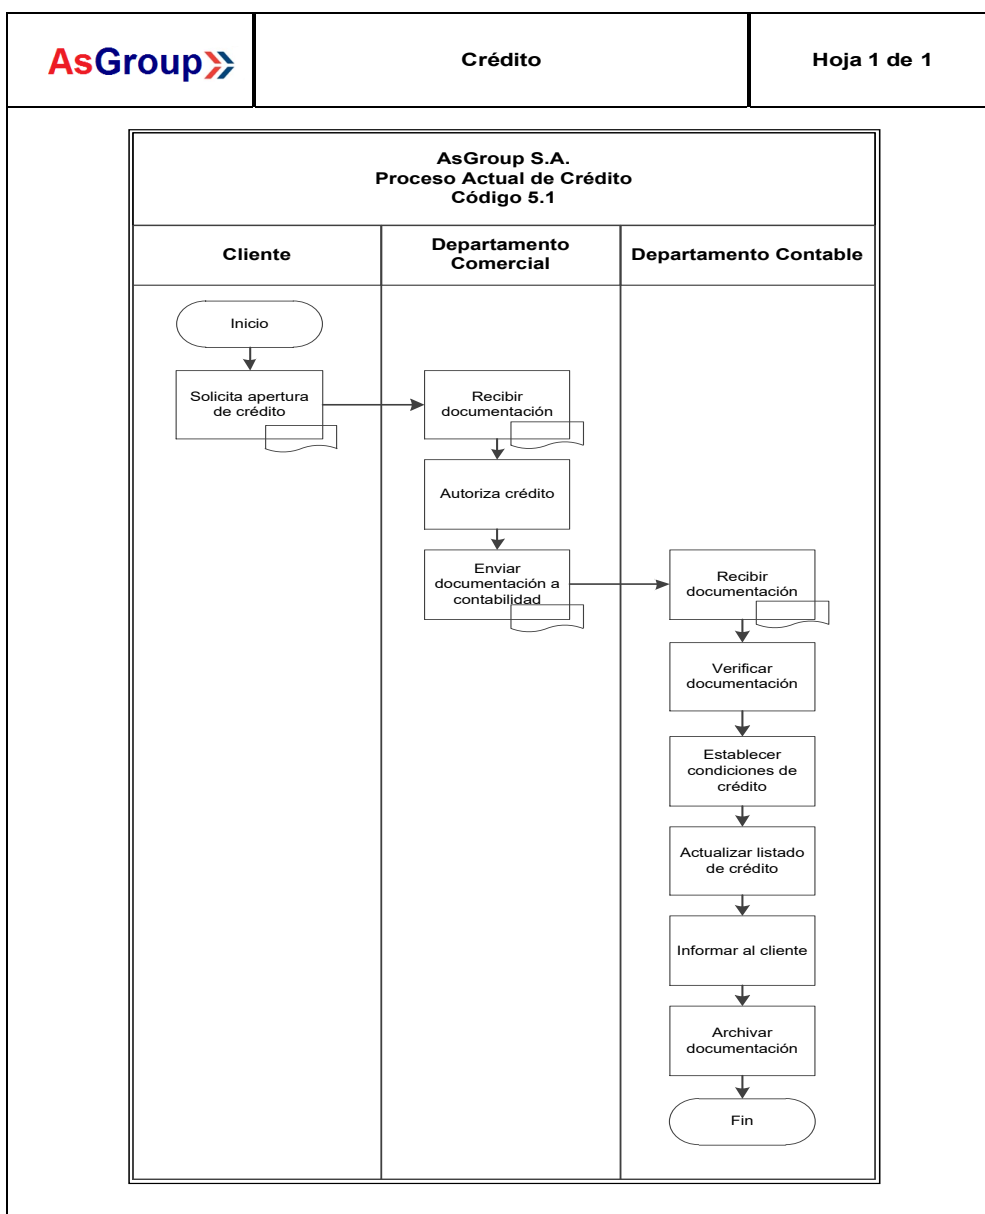 AsGroup
Crédito
Hoja 1 de 1
AsGroup S.A.
Proceso Actual de Crédito
Código 5.1
Cliente
Departamento
Comercial
Departamento Contable
Inicio
Solicita apertura
de crédito
Recibir
documentación
Autoriza crédito
Enviar
documentación a
contabilidad
Recibir
documentación
Verificar
documentación
Establecer
condiciones de
crédito
Actualizar listado
de crédito
Informar al cliente
Archivar
documentación
Fin